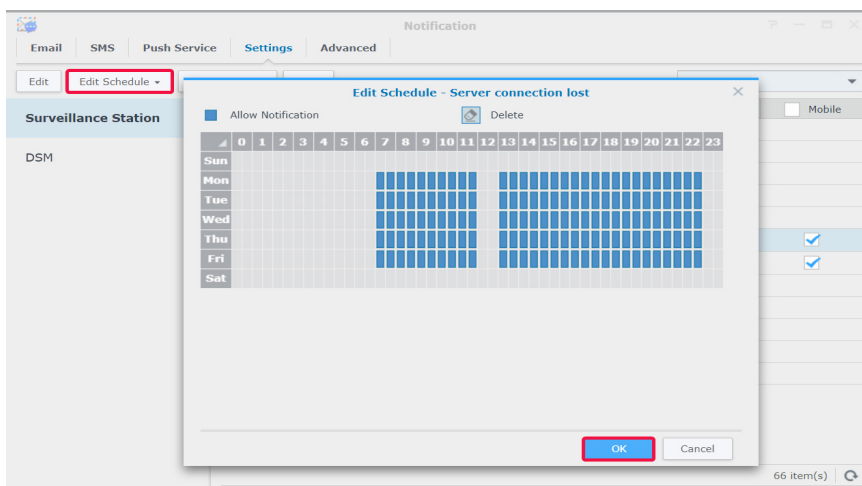 Notification
Email SMS Push Service Settings Advanced
Edit Edit Schedule
Edit Schedule - Server connection lost
Surveillance Station
DSM
Allow Notification Delete
Mobile
0 1 2 3 4 5 6 7 8 9 10 11 12 13 14 15 16 17 18 19 20 21 22 23
Sun
Mon
Tue
Wed
Thu
Fri
Sat
OK Cancel
66 item(s)